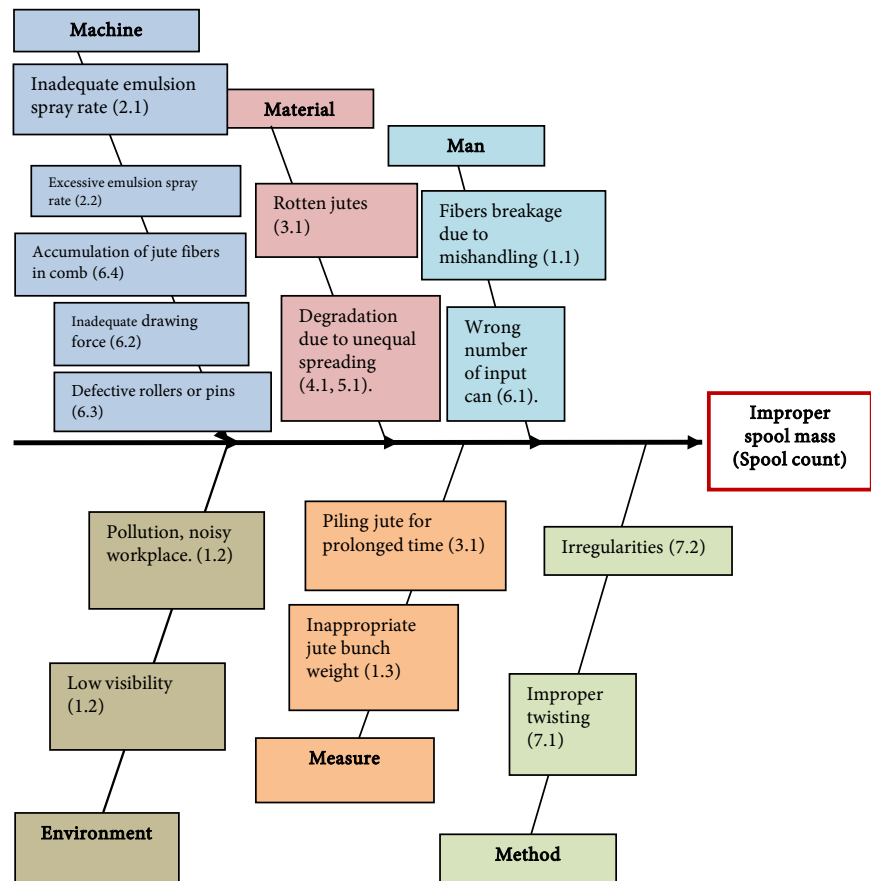 Machine
Inadequate emulsion
spray rate (2.1)
Excessive emulsion spray
rate (2.2)
Accumulation of jute fibers
in comb (6.4)
Inadequate drawing
force (6.2)
Defective rollers or pins
(6.3)
Material
Rotten jutes
(3.1)
Degradation
due to unequal
spreading
(4.1, 5.1).
Man
Fibers breakage
due to
mishandling (1.1)
Wrong
number
of input
can (6.1).
Improper
spool mass
(Spool count)
Pollution, noisy
workplace. (1.2)
Low visibility
(1.2)
Environment
Piling jute for
prolonged time (3.1)
Inappropriate
jute bunch
weight (1.3)
Measure
Irregularities (7.2)
Improper
twisting
(7.1)
Method